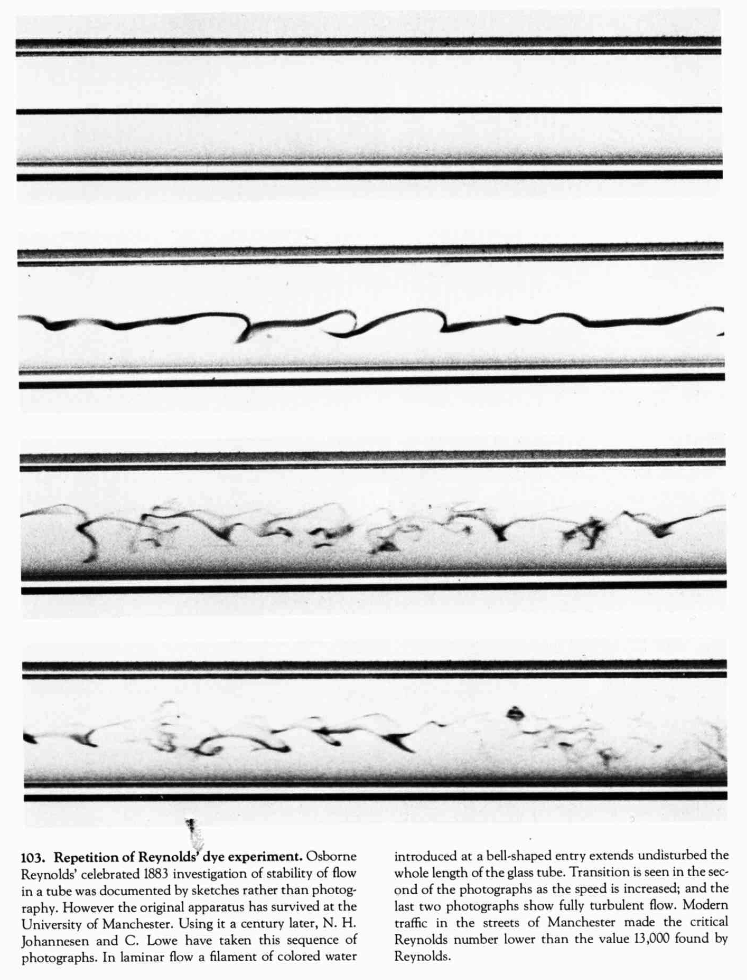 103. Repetition of Reynolds' dye experiment. Osborne
Reynolds' celebrated 1883 investigation of stability of flow
in a tube was documented by sketches rather than photog-
raphy. However the original apparatus has survived at the
University of Manchester. Using it a century later, N. H.
Johannesen and C. Lowe have taken this sequence of
photographs. In laminar flow a filament of colored water
introduced at a bell-shaped entry extends undisturbed the
whole length of the glass tube. Transition is seen in the sec-
ond of the photographs as the speed is increased; and the
last two photographs show fully turbulent flow. Modern
traffic in the streets of Manchester made the critical
Reynolds number lower than the value 13,000 found by
Reynolds.